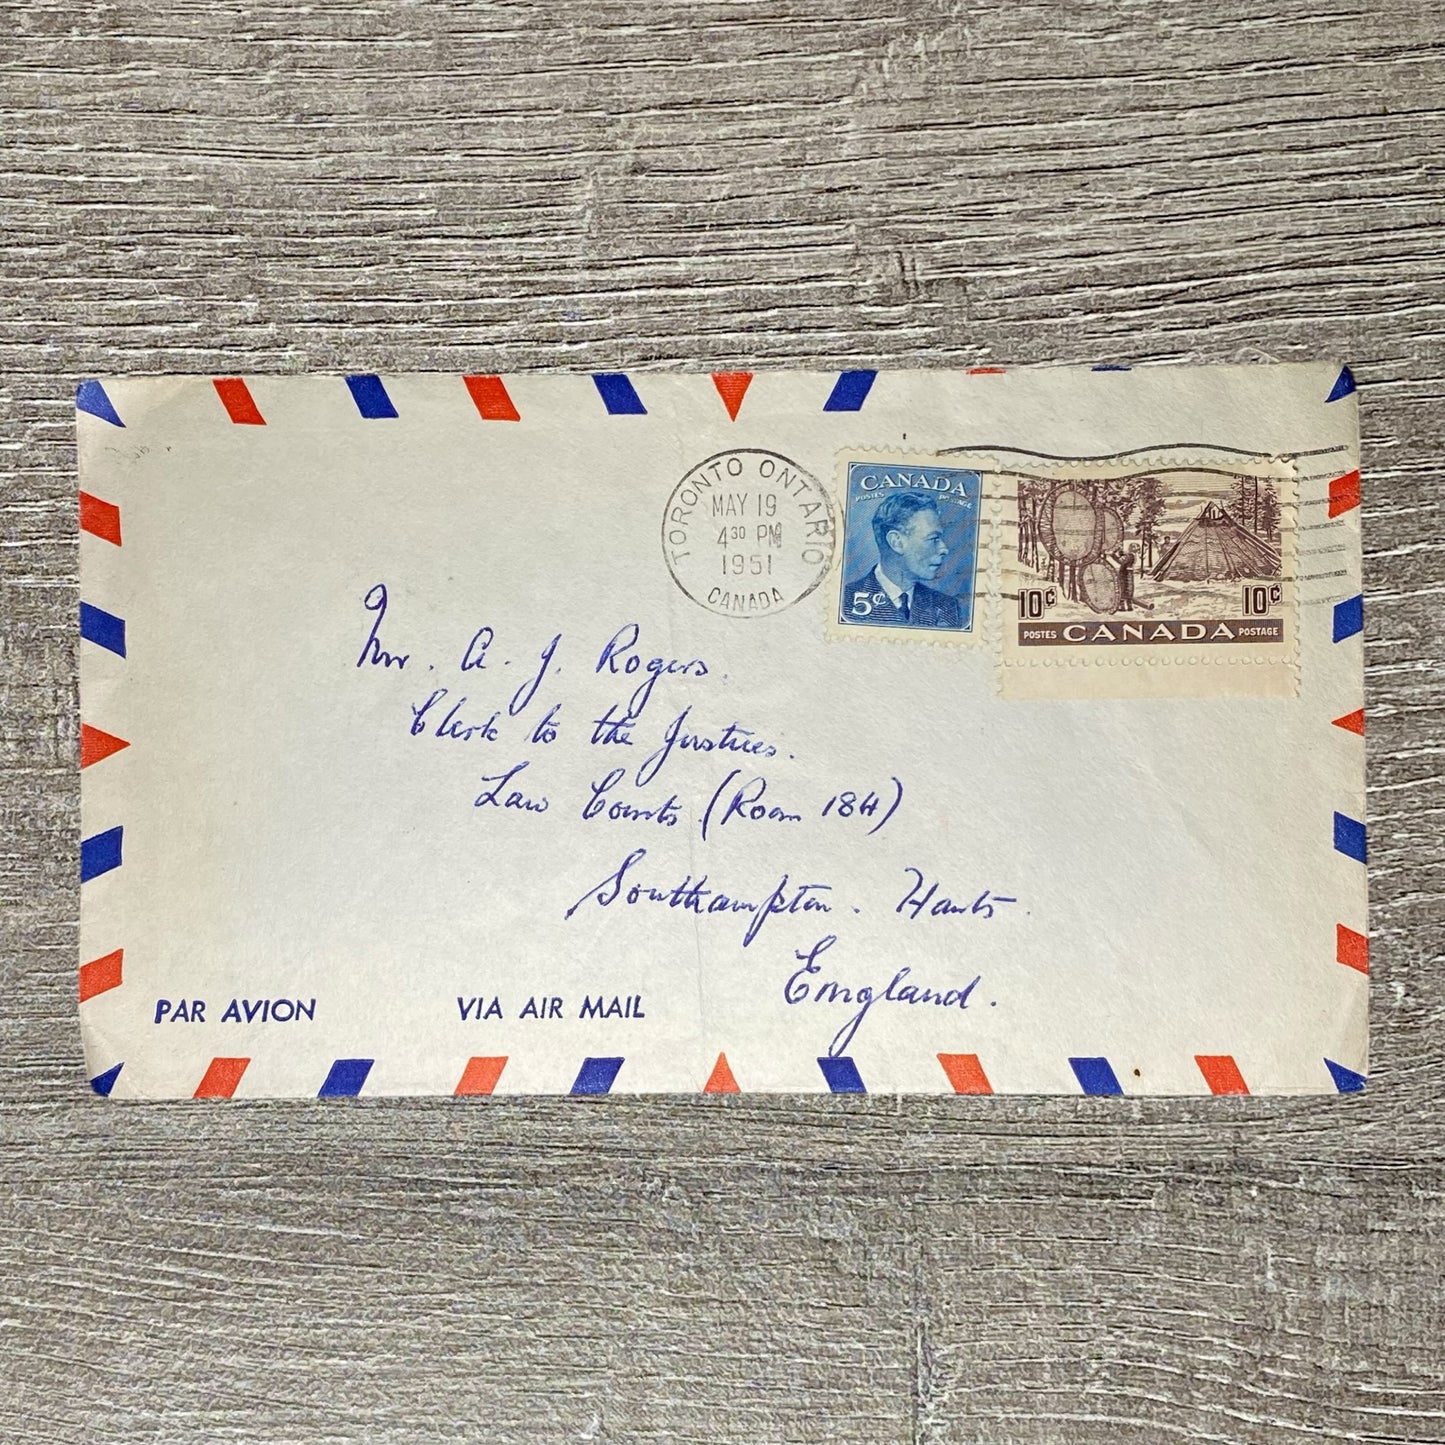 TORONTO ONTARIO
MAY 19
4 30 PM
1951
CANADA
CANADA
POSTES POSTAGE
5¢
10¢ 10¢
POSTES CANADA POSTAGE
Mr. A. J. Rogers.
Clerk to the Justices.
Law Courts (Room 184)
Southampton. Hants.
England.
PAR AVION VIA AIR MAIL